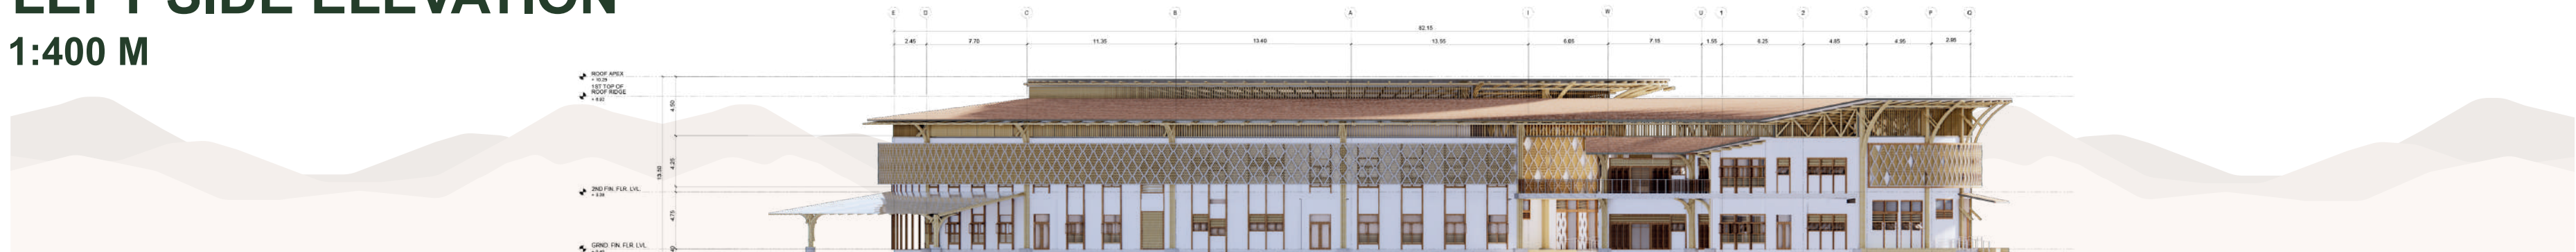 LEFT SIDE ELEVATION
1:400 M
E D C B A I W U 1 2 3 P Q
82.15
2.45 7.70 11.35 13.40 13.55 6.05 7.15 1.55 6.25 4.85 4.95 2.95
ROOF APEX
1ST TOP OF
ROOF RIDGE
4.50
4.25
13.50
2ND FIN. FLR. LVL.
4.75
GRND. FIN. FLR. LVL.